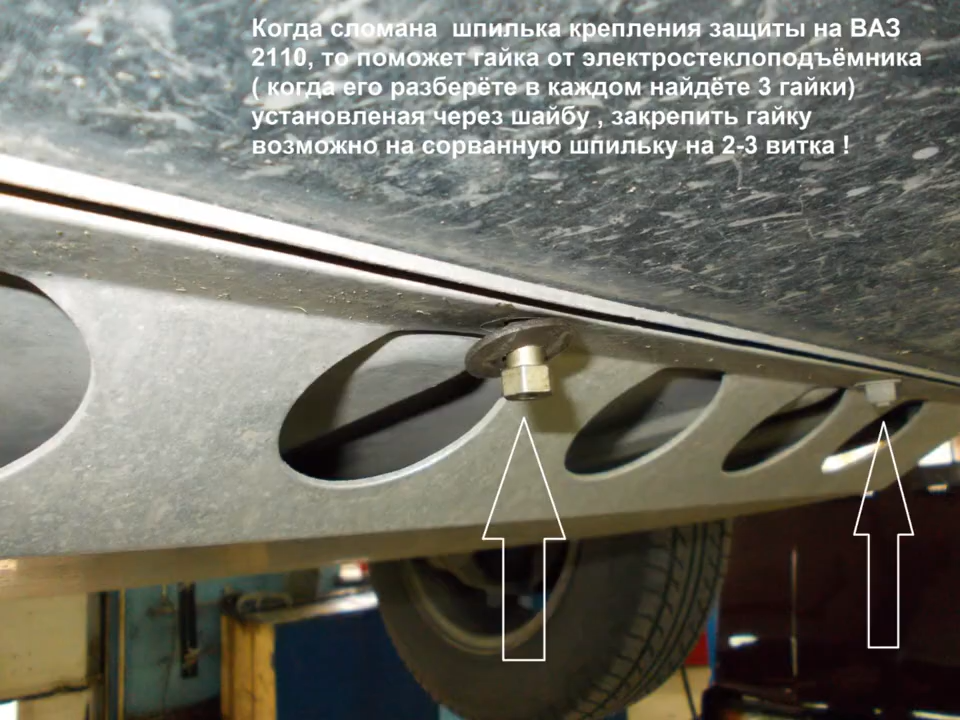 Когда сломана  шпилька крепления защиты на ВАЗ
2110, то поможет гайка от электростеклоподъёмника
( когда его разберёте в каждом найдёте 3 гайки)
установленая через шайбу , закрепить гайку
возможно на сорванную шпильку на 2-3 витка !